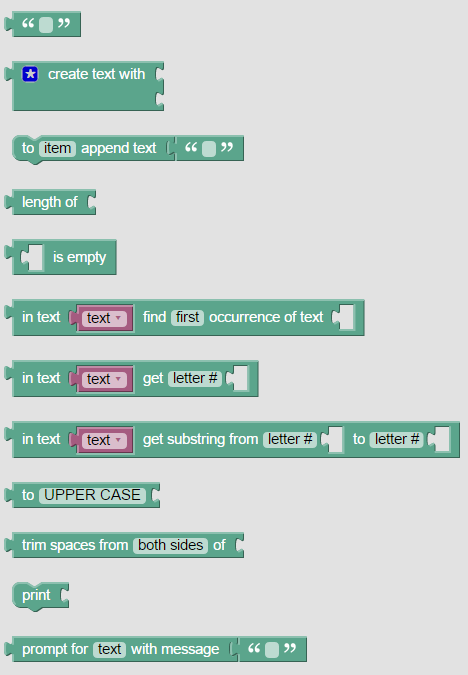 “ ”
create text with
to item append text “ ”
length of
is empty
in text text find first occurrence of text
in text text get letter #
in text text get substring from letter # to letter #
to UPPER CASE
trim spaces from both sides of
print
prompt for text with message “ ”